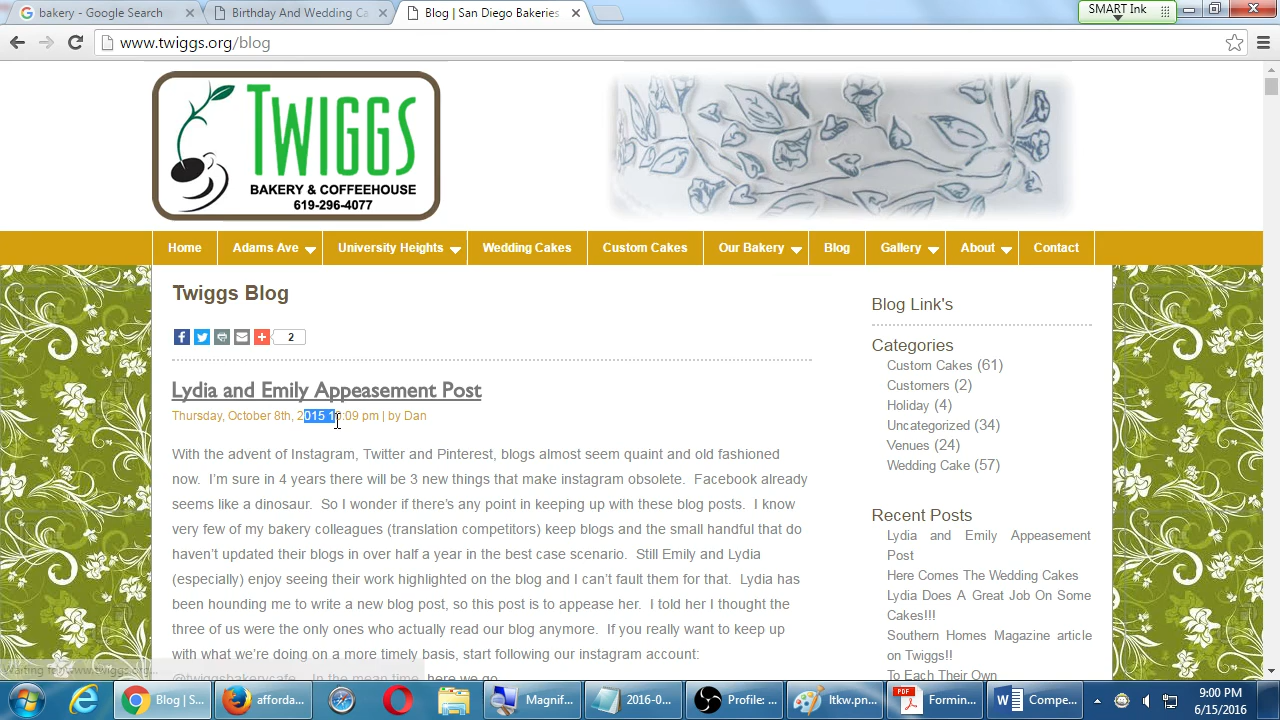 bakery - Google Search
Birthday And Wedding Ca
Blog | San Diego Bakeries
SMART Ink
www.twiggs.org/blog
TWIGGS
BAKERY & COFFEEHOUSE
619-296-4077
Home
Adams Ave
University Heights
Wedding Cakes
Custom Cakes
Our Bakery
Blog
Gallery
About
Contact
Twiggs Blog
2
Lydia and Emily Appeasement Post
Thursday, October 8th, 2015 1:09 pm | by Dan
With the advent of Instagram, Twitter and Pinterest, blogs almost seem quaint and old fashioned
now. I'm sure in 4 years there will be 3 new things that make instagram obsolete. Facebook already
seems like a dinosaur. So I wonder if there's any point in keeping up with these blog posts. I know
very few of my bakery colleagues (translation competitors) keep blogs and the small handful that do
haven't updated their blogs in over half a year in the best case scenario. Still Emily and Lydia
(especially) enjoy seeing their work highlighted on the blog and I can't fault them for that. Lydia has
been hounding me to write a new blog post, so this post is to appease her. I told her I thought the
three of us were the only ones who actually read our blog anymore. If you really want to keep up
with what we're doing on a more timely basis, start following our instagram account:
@twiggsbakerycafe. In the mean time, here we go
Blog Link's
Categories
Custom Cakes (61)
Customers (2)
Holiday (4)
Uncategorized (34)
Venues (24)
Wedding Cake (57)
Recent Posts
Lydia and Emily Appeasement
Post
Here Comes The Wedding Cakes
Lydia Does A Great Job On Some
Cakes!!!
Southern Homes Magazine article
on Twiggs!!
To Each Their Own
Waiting for www.twiggs.org...
Blog | S...
afforda...
Magnif...
2016-0...
Profile: ...
ltkw.pn...
PDF
Formin...
Compe...
9:00 PM
6/15/2016